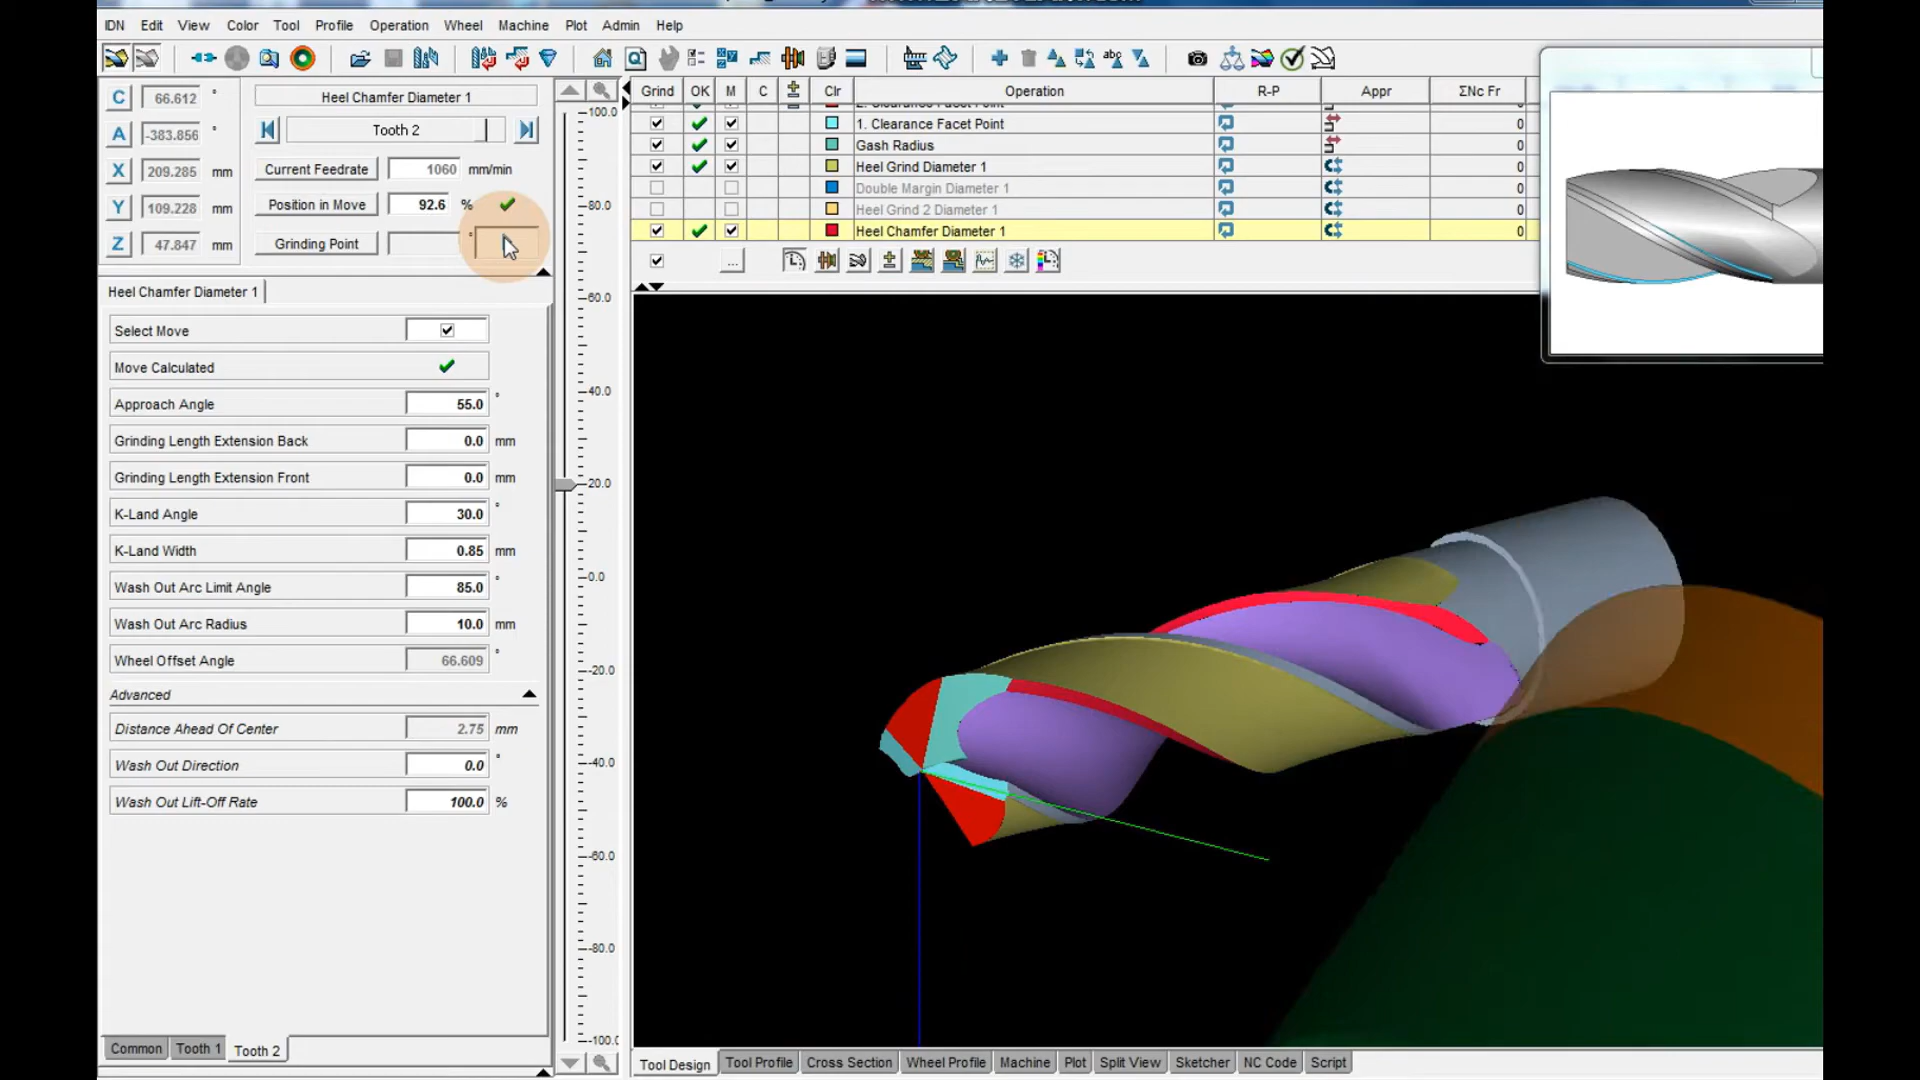 IDN Edit View Color Tool Profile Operation Wheel Machine Plot Admin Help
abc
C 66.612 °
A -383.856 °
X 209.285 mm
Y 109.228 mm
Z 47.847 mm
Heel Chamfer Diameter 1
Tooth 2
Current Feedrate 1060 mm/min
Position in Move 92.6 %
Grinding Point °
Heel Chamfer Diameter 1
Select Move
Move Calculated
Approach Angle 55.0 °
Grinding Length Extension Back 0.0 mm
Grinding Length Extension Front 0.0 mm
K-Land Angle 30.0 °
K-Land Width 0.85 mm
Wash Out Arc Limit Angle 85.0 °
Wash Out Arc Radius 10.0 mm
Wheel Offset Angle 66.609 °
Advanced
Distance Ahead Of Center 2.75 mm
Wash Out Direction 0.0 °
Wash Out Lift-Off Rate 100.0 %
Common Tooth 1 Tooth 2
100.0
80.0
60.0
40.0
20.0
0.0
-20.0
-40.0
-60.0
-80.0
-100.0
Grind OK M C Clr Operation R-P Appr ΣNc Fr
2. Clearance Facet Point
1. Clearance Facet Point 0
Gash Radius 0
Heel Grind Diameter 1 0
Double Margin Diameter 1 0
Heel Grind 2 Diameter 1 0
Heel Chamfer Diameter 1 0
...
Tool Design Tool Profile Cross Section Wheel Profile Machine Plot Split View Sketcher NC Code Script